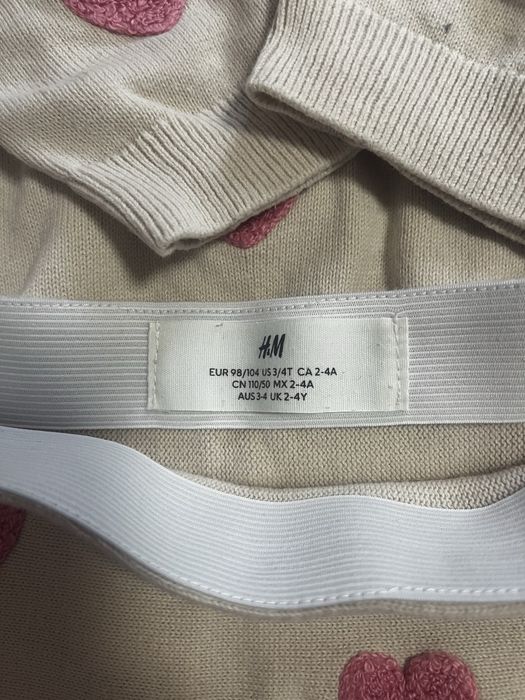 H&M
EUR 98/104 US 3/4T CA 2-4A
CN 110/50 MX 2-4A
AUS 3-4 UK 2-4Y